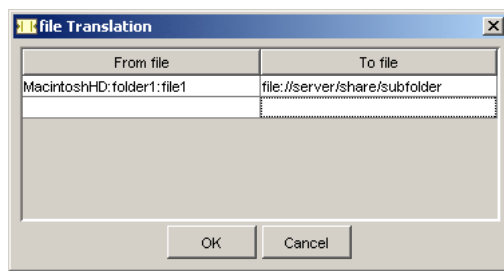 file Translation
From file To file
MacintoshHD:folder1:file1 file://server/share/subfolder
OK Cancel